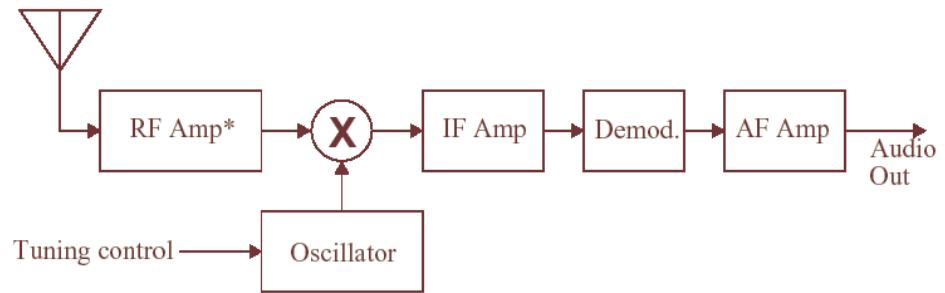 RF Amp*
X
IF Amp
Demod.
AF Amp
Audio
Out
Tuning control
Oscillator